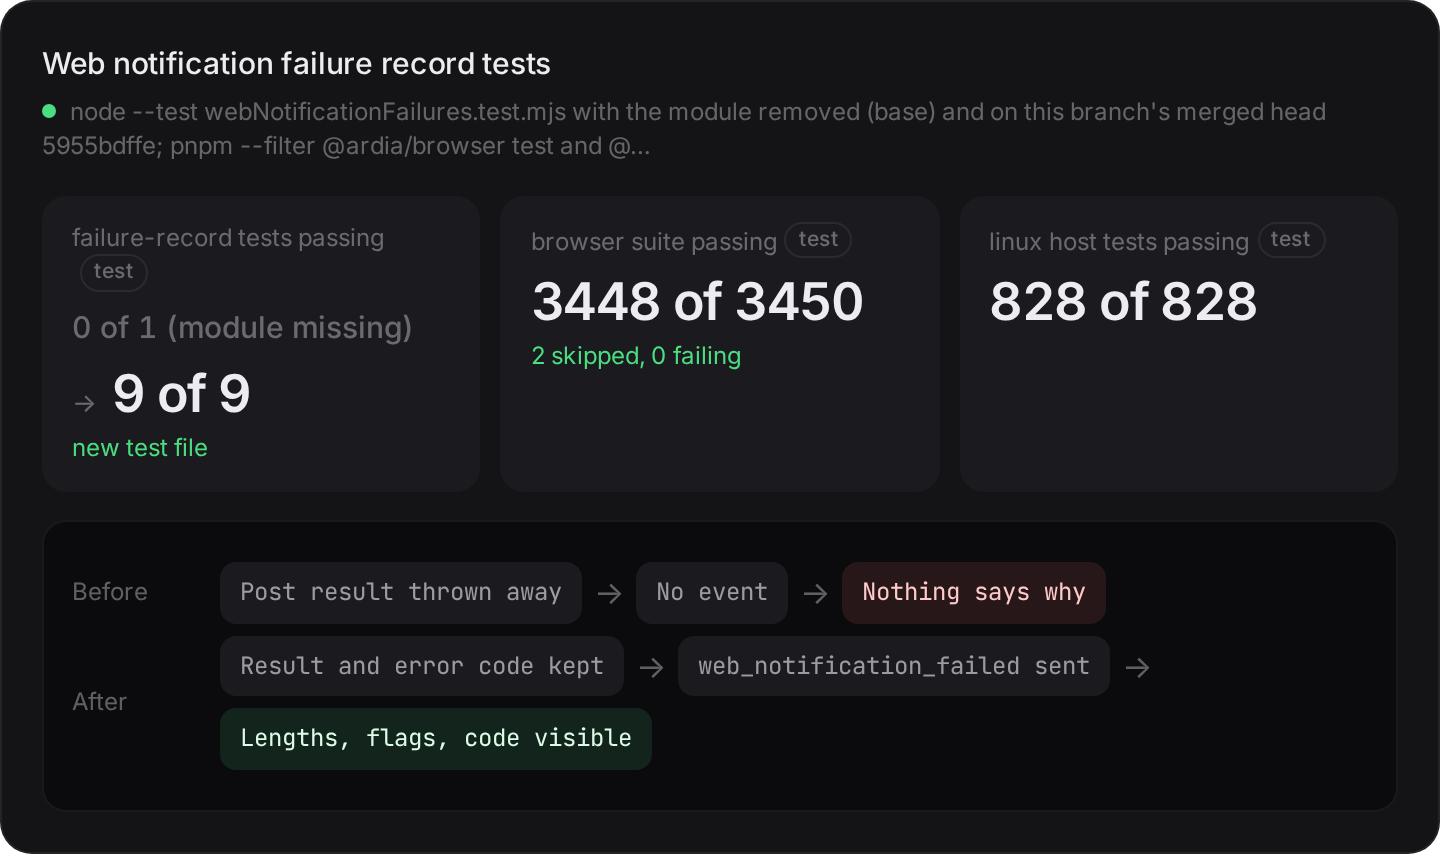 Web notification failure record tests
node --test webNotificationFailures.test.mjs with the module removed (base) and on this branch's merged head
5955bdffe; pnpm --filter @ardia/browser test and @...
failure-record tests passing
test
0 of 1 (module missing)
→ 9 of 9
new test file
browser suite passing test
3448 of 3450
2 skipped, 0 failing
linux host tests passing test
828 of 828
Before
Post result thrown away → No event → Nothing says why
After
Result and error code kept → web_notification_failed sent →
Lengths, flags, code visible